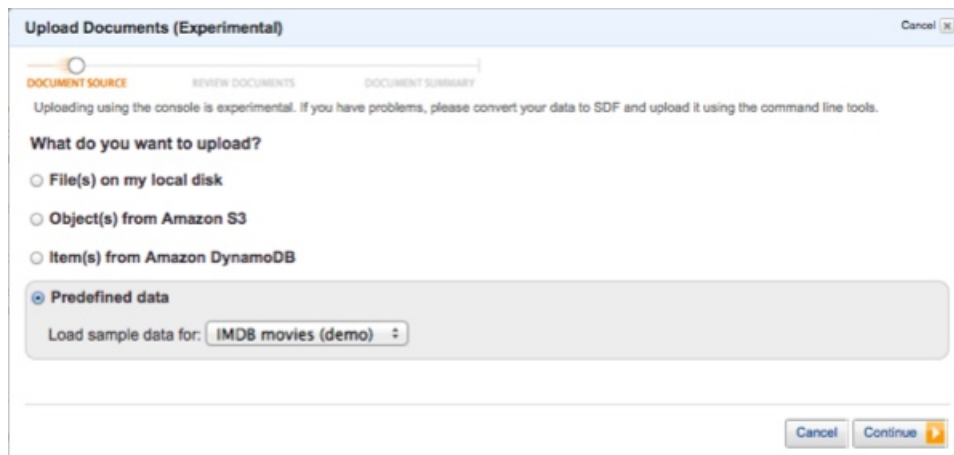 Upload Documents (Experimental)
Cancel
DOCUMENT SOURCE REVIEW DOCUMENTS DOCUMENT SUMMARY
Uploading using the console is experimental. If you have problems, please convert your data to SDF and upload it using the command line tools.
What do you want to upload?
File(s) on my local disk
Object(s) from Amazon S3
Item(s) from Amazon DynamoDB
Predefined data
Load sample data for: IMDB movies (demo)
Cancel Continue